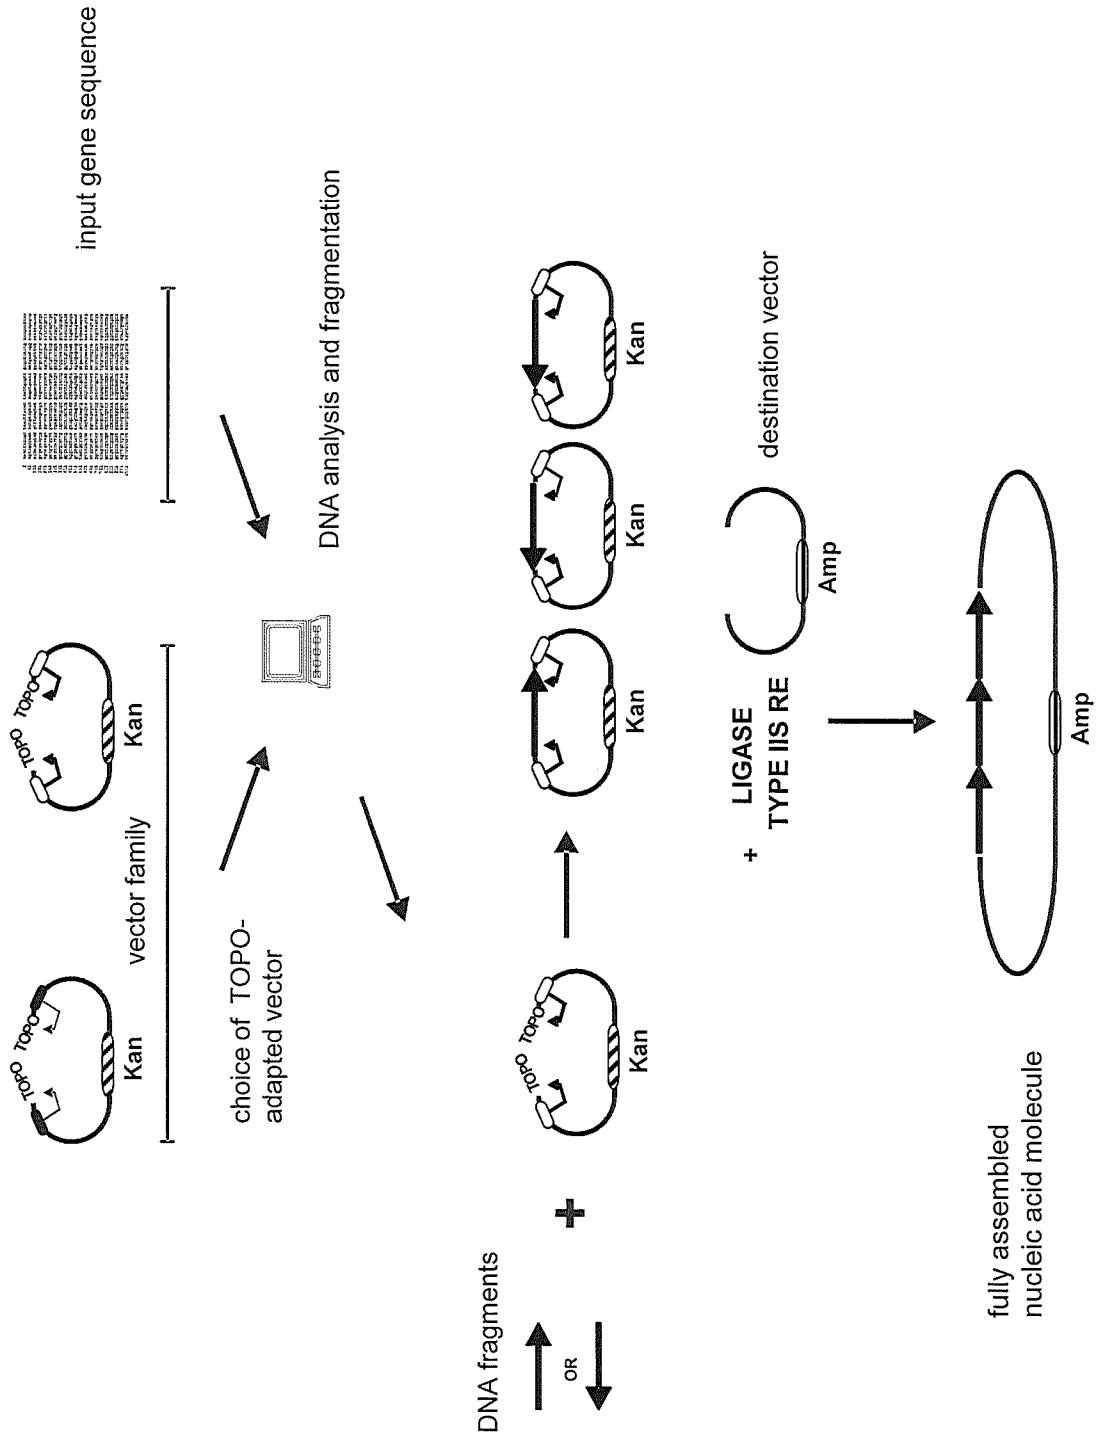 TOPO TOPO
Kan
vector family
TOPO TOPO
Kan
input gene sequence
choice of TOPO-
adapted vector
DNA analysis and fragmentation
DNA fragments
OR
+
TOPO TOPO
Kan
Kan
Kan
Kan
+ LIGASE
TYPE IIS RE
Amp
destination vector
fully assembled
nucleic acid molecule
Amp